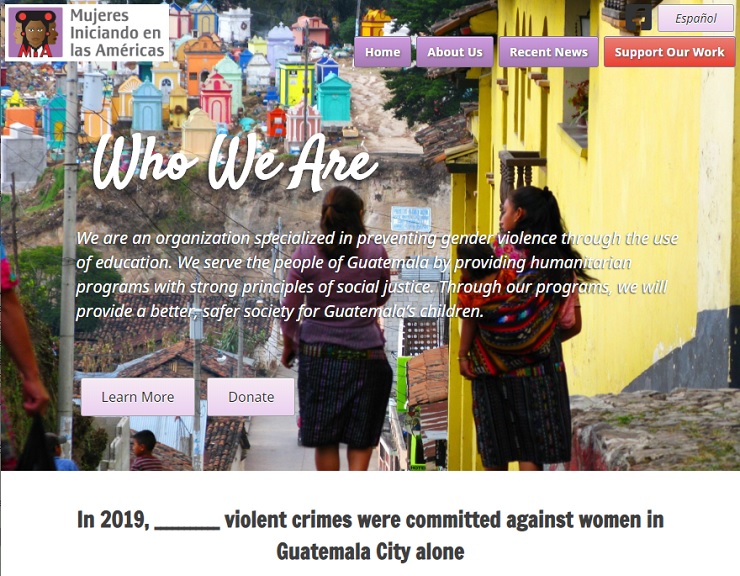 Mujeres
Iniciando en
las Américas
MIA
Español
Home
About Us
Recent News
Support Our Work
Who We Are
We are an organization specialized in preventing gender violence through the use
of education. We serve the people of Guatemala by providing humanitarian
programs with strong principles of social justice. Through our programs, we will
provide a better, safer society for Guatemala's children.
Learn More
Donate
In 2019, ________ violent crimes were committed against women in
Guatemala City alone